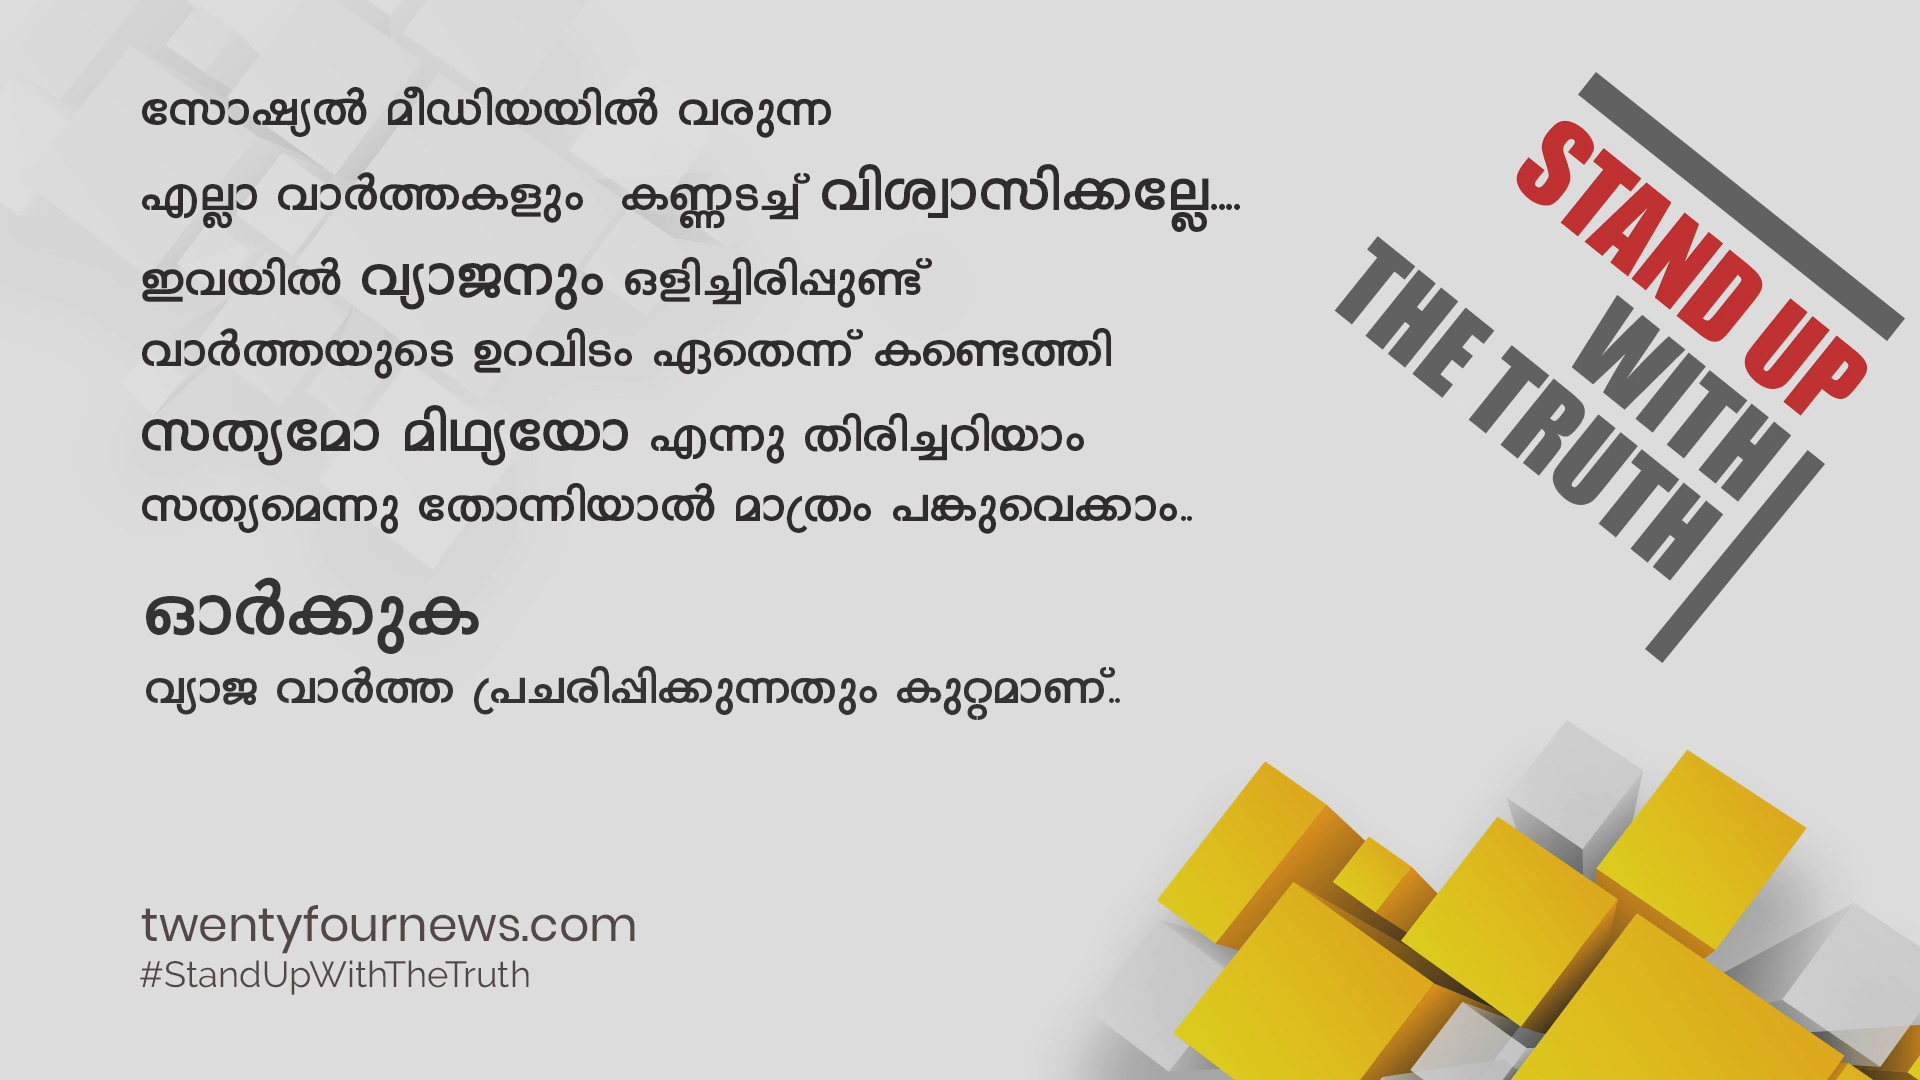 സോഷ്യൽ മീഡിയയിൽ വരുന്ന
എല്ലാ വാർത്തകളും കണ്ണടച്ച് വിശ്വാസിക്കല്ലേ....
ഇവയിൽ വ്യാജനും ഒളിച്ചിരിപ്പുണ്ട്
വാർത്തയുടെ ഉറവിടം ഏതെന്ന് കണ്ടെത്തി
സത്യമോ മിഥ്യയോ എന്നു തിരിച്ചറിയാം
സത്യമെന്നു തോന്നിയാൽ മാത്രം പങ്കുവെക്കാം..
ഓർക്കുക
വ്യാജ വാർത്ത പ്രചരിപ്പിക്കുന്നതും കുറ്റമാണ്..
STAND UP
WITH
THE TRUTH
twentyfournews.com
#StandUpWithTheTruth